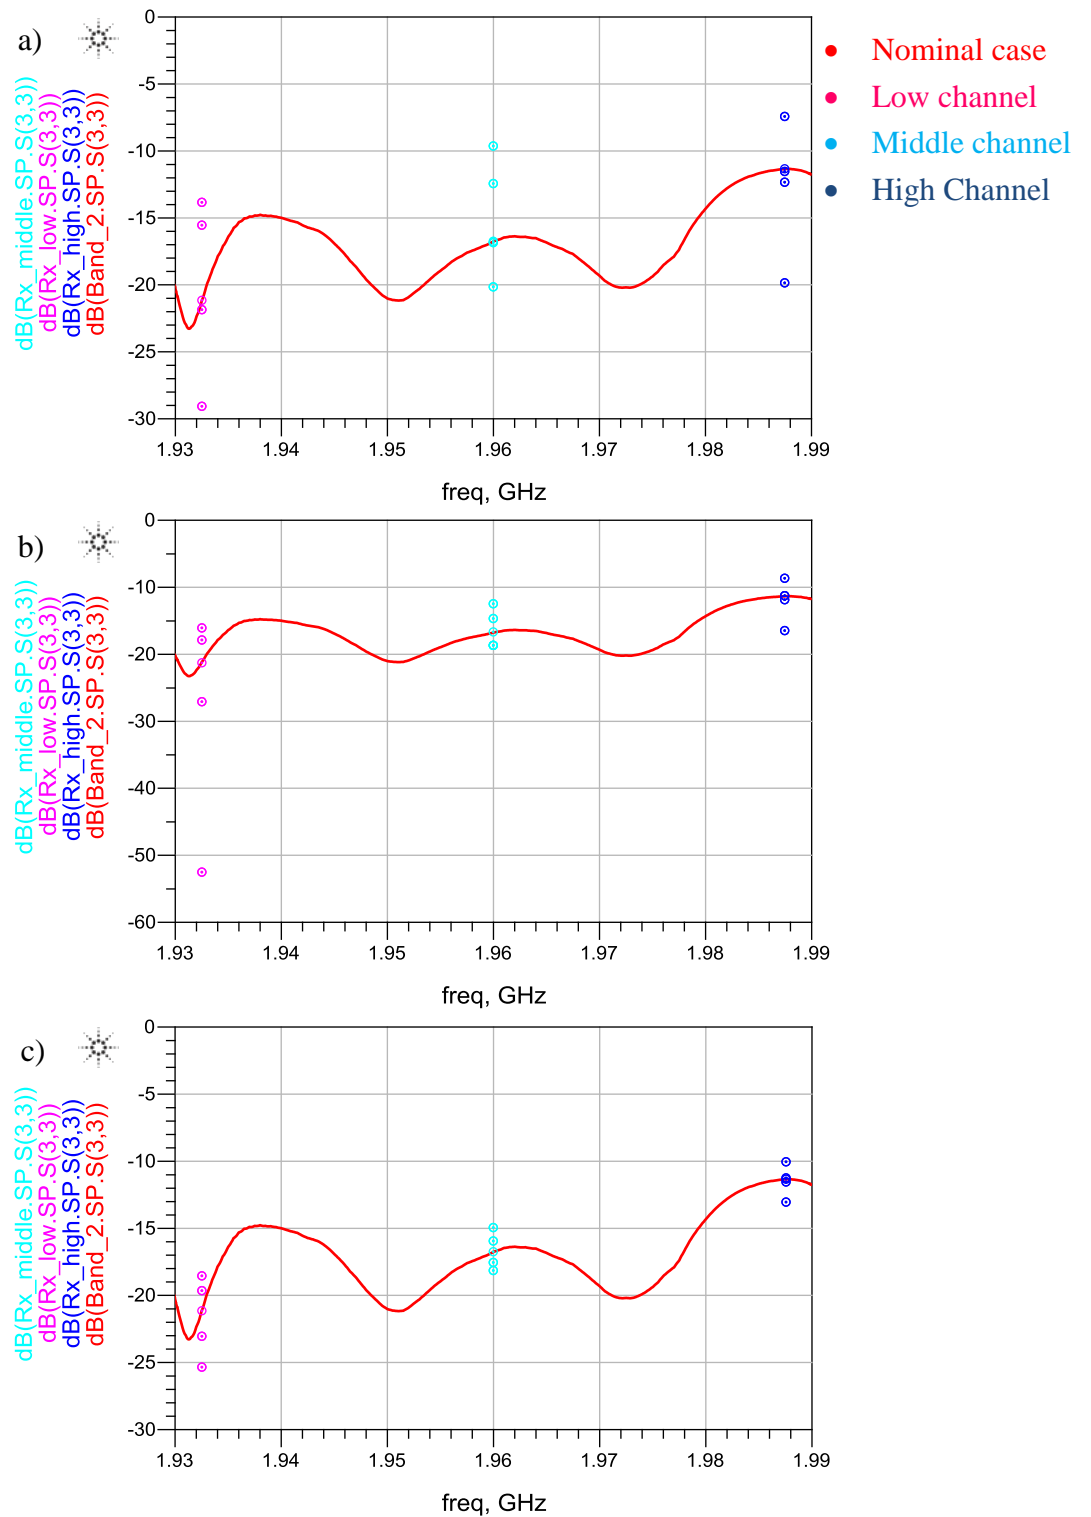 a)
Nominal case
Low channel
Middle channel
High Channel
dB(Rx_middle.SP.S(3,3))
dB(Rx_low.SP.S(3,3))
dB(Rx_high.SP.S(3,3))
dB(Band_2.SP.S(3,3))
0
-5
-10
-15
-20
-25
-30
1.93 1.94 1.95 1.96 1.97 1.98 1.99
freq, GHz
b)
dB(Rx_middle.SP.S(3,3))
dB(Rx_low.SP.S(3,3))
dB(Rx_high.SP.S(3,3))
dB(Band_2.SP.S(3,3))
0
-10
-20
-30
-40
-50
-60
1.93 1.94 1.95 1.96 1.97 1.98 1.99
freq, GHz
c)
dB(Rx_middle.SP.S(3,3))
dB(Rx_low.SP.S(3,3))
dB(Rx_high.SP.S(3,3))
dB(Band_2.SP.S(3,3))
0
-5
-10
-15
-20
-25
-30
1.93 1.94 1.95 1.96 1.97 1.98 1.99
freq, GHz